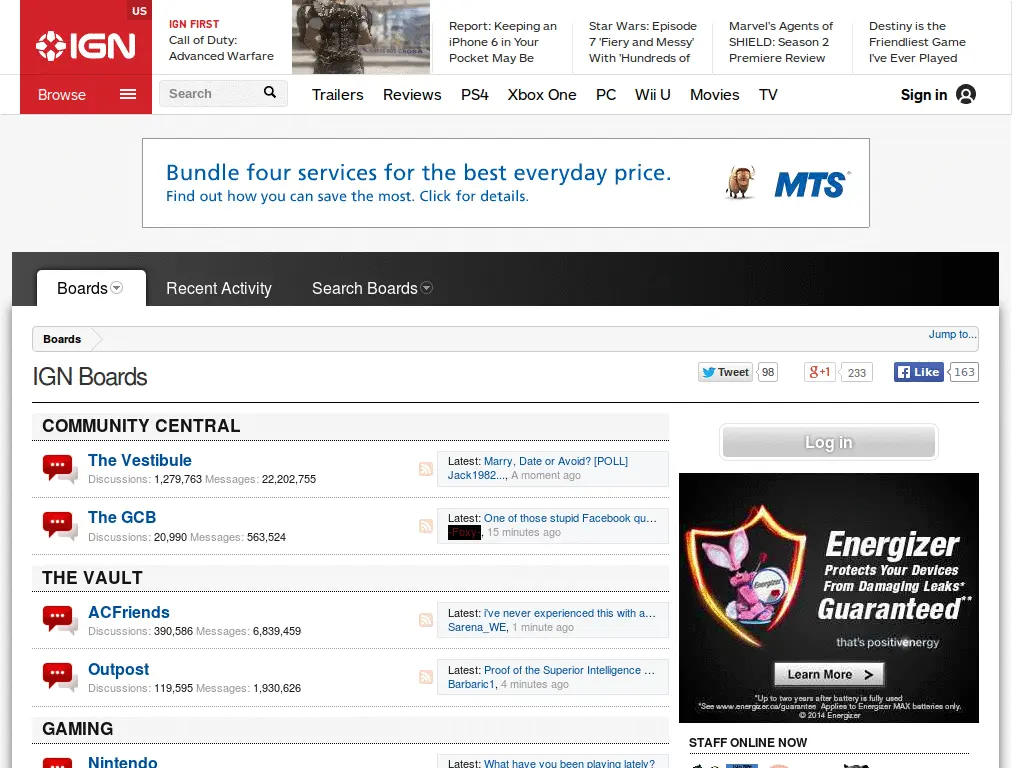 US
IGN
IGN FIRST
Call of Duty:
Advanced Warfare
Report: Keeping an
iPhone 6 in Your
Pocket May Be
Star Wars: Episode
7 'Fiery and Messy'
With 'Hundreds of
Marvel's Agents of
SHIELD: Season 2
Premiere Review
Destiny is the
Friendliest Game
I've Ever Played
Browse
Search
Trailers Reviews PS4 Xbox One PC Wii U Movies TV
Sign in
Bundle four services for the best everyday price.
Find out how you can save the most. Click for details.
MTS
Boards Recent Activity Search Boards
Boards
Jump to...
IGN Boards
Tweet 98
g+1 233
Like 163
COMMUNITY CENTRAL
The Vestibule
Discussions: 1,279,763 Messages: 22,202,755
Latest: Marry, Date or Avoid? [POLL]
Jack1982..., A moment ago
The GCB
Discussions: 20,990 Messages: 563,524
Latest: One of those stupid Facebook qu...
-Foxy-, 15 minutes ago
THE VAULT
ACFriends
Discussions: 390,586 Messages: 6,839,459
Latest: i've never experienced this with a...
Sarena_WE, 1 minute ago
Outpost
Discussions: 119,595 Messages: 1,930,626
Latest: Proof of the Superior Intelligence ...
Barbaric1, 4 minutes ago
GAMING
Nintendo
Latest: What have you been playing lately?
Log in
Energizer
Energizer
Protects Your Devices
From Damaging Leaks*
Guaranteed**
that's positivenergy
Learn More >
*Up to two years after battery is fully used
*See www.energizer.ca/guarantee Applies to Energizer MAX batteries only.
© 2014 Energizer
STAFF ONLINE NOW